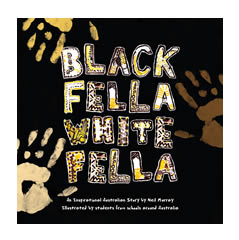 BLACK
FELLA
WHITE
FELLA
An Inspirational Australian Story by Neil Murray
Illustrated by students from schools around Australia